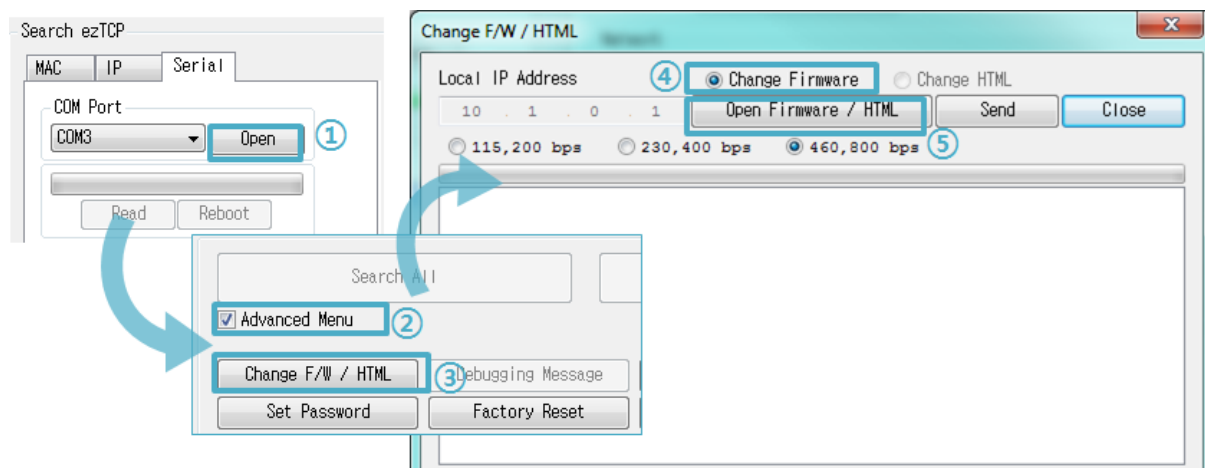 Search ezTCP
MAC IP Serial
COM Port
COM3 Open ①
Read Reboot
Search All
Advanced Menu ②
Change F/W / HTML ③ Debugging Message
Set Password Factory Reset
Change F/W / HTML
Local IP Address ④ Change Firmware Change HTML
10 . 1 . 0 . 1 Open Firmware / HTML Send Close
115,200 bps 230,400 bps 460,800 bps ⑤